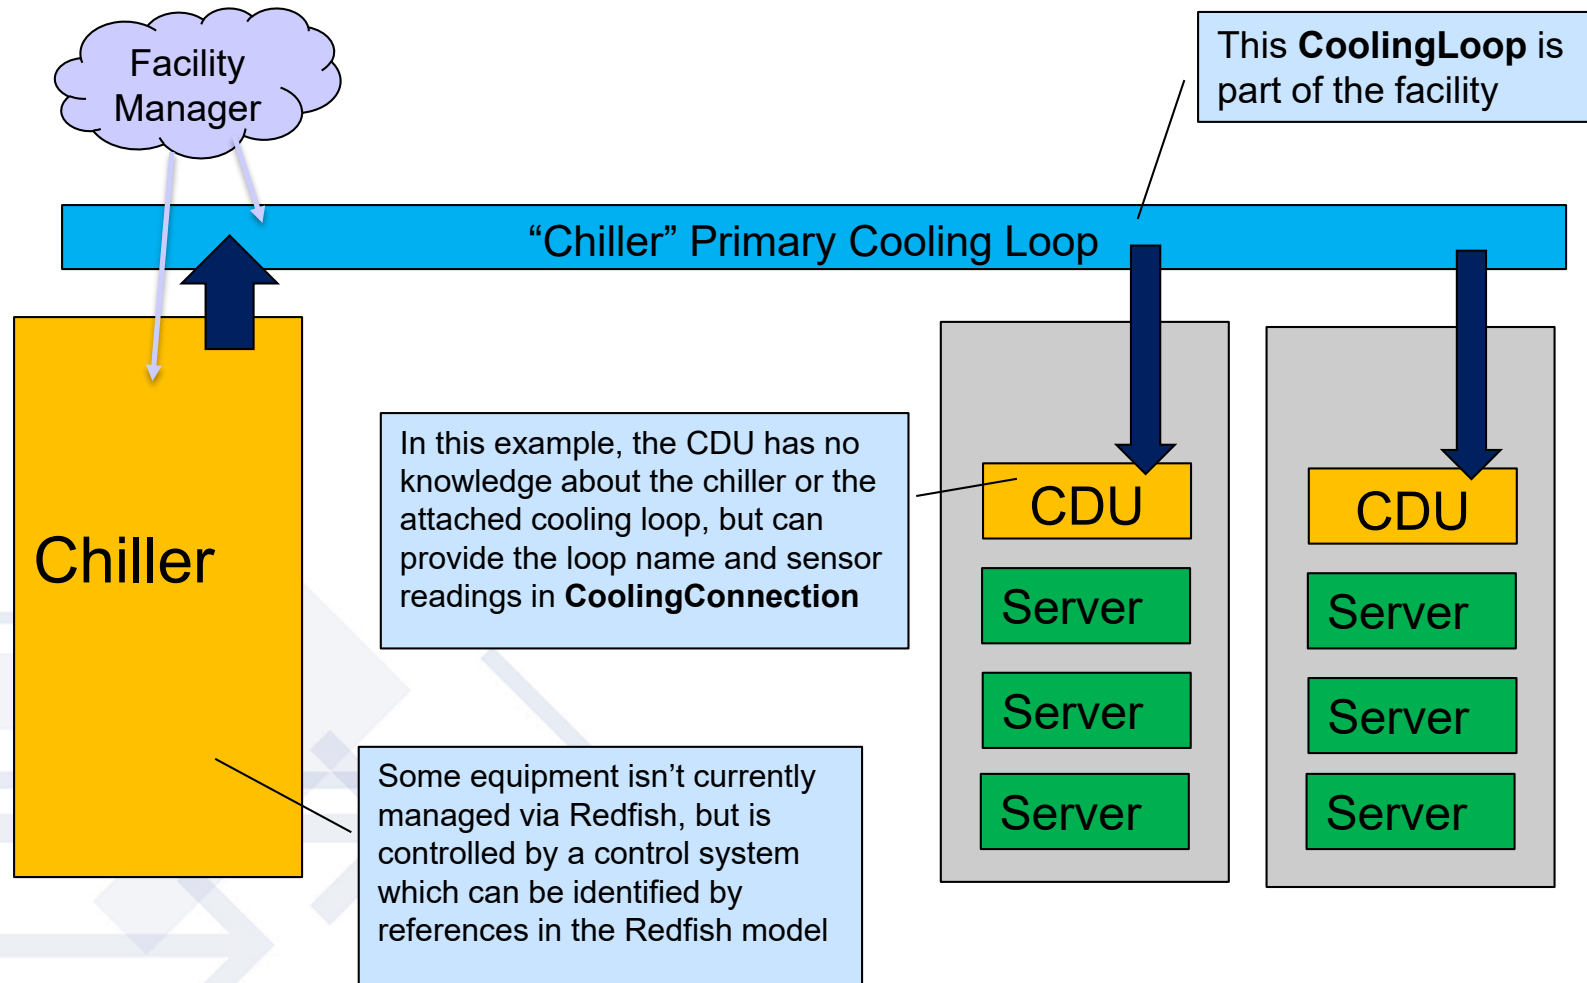 Facility
Manager
This CoolingLoop is
part of the facility
“Chiller” Primary Cooling Loop
Chiller
In this example, the CDU has no
knowledge about the chiller or the
attached cooling loop, but can
provide the loop name and sensor
readings in CoolingConnection
Some equipment isn’t currently
managed via Redfish, but is
controlled by a control system
which can be identified by
references in the Redfish model
CDU
Server
Server
Server
CDU
Server
Server
Server